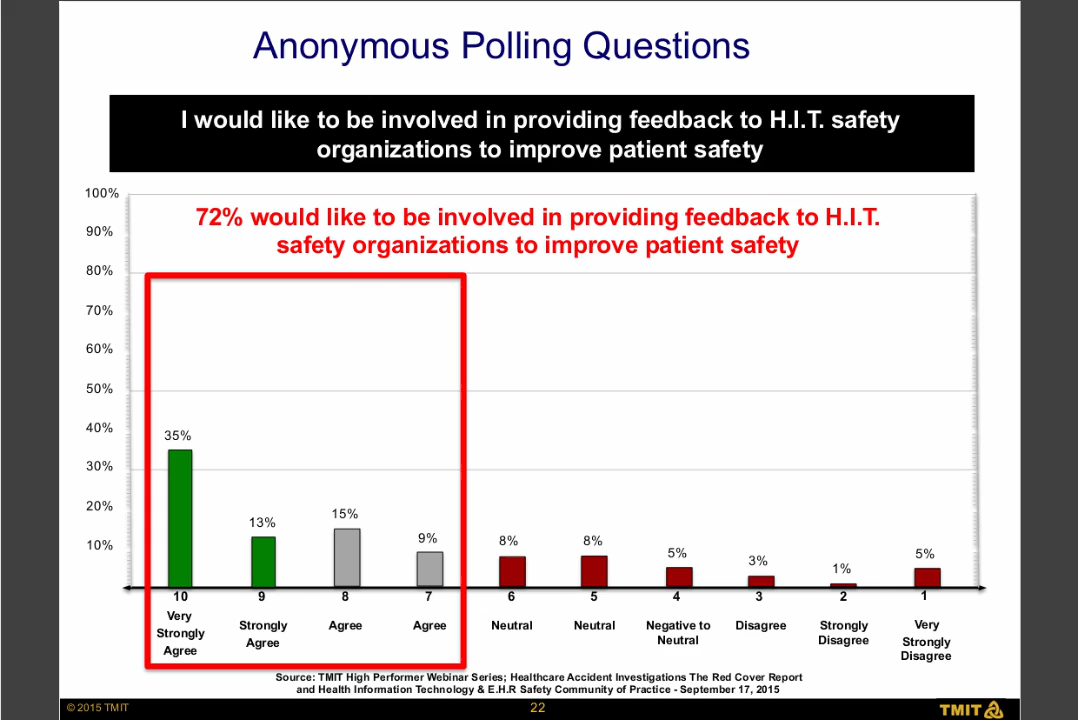 Anonymous Polling Questions
I would like to be involved in providing feedback to H.I.T. safety
organizations to improve patient safety
72% would like to be involved in providing feedback to H.I.T.
safety organizations to improve patient safety
100%
90%
80%
70%
60%
50%
40%
30%
20%
10%
35%
13%
15%
9%
8%
8%
5%
3%
1%
5%
10
9
8
7
6
5
4
3
2
1
Very
Strongly
Agree
Strongly
Agree
Agree
Agree
Neutral
Neutral
Negative to
Neutral
Disagree
Strongly
Disagree
Very
Strongly
Disagree
Source: TMIT High Performer Webinar Series; Healthcare Accident Investigations The Red Cover Report
and Health Information Technology & E.H.R Safety Community of Practice - September 17, 2015
© 2015 TMIT
22
TMIT